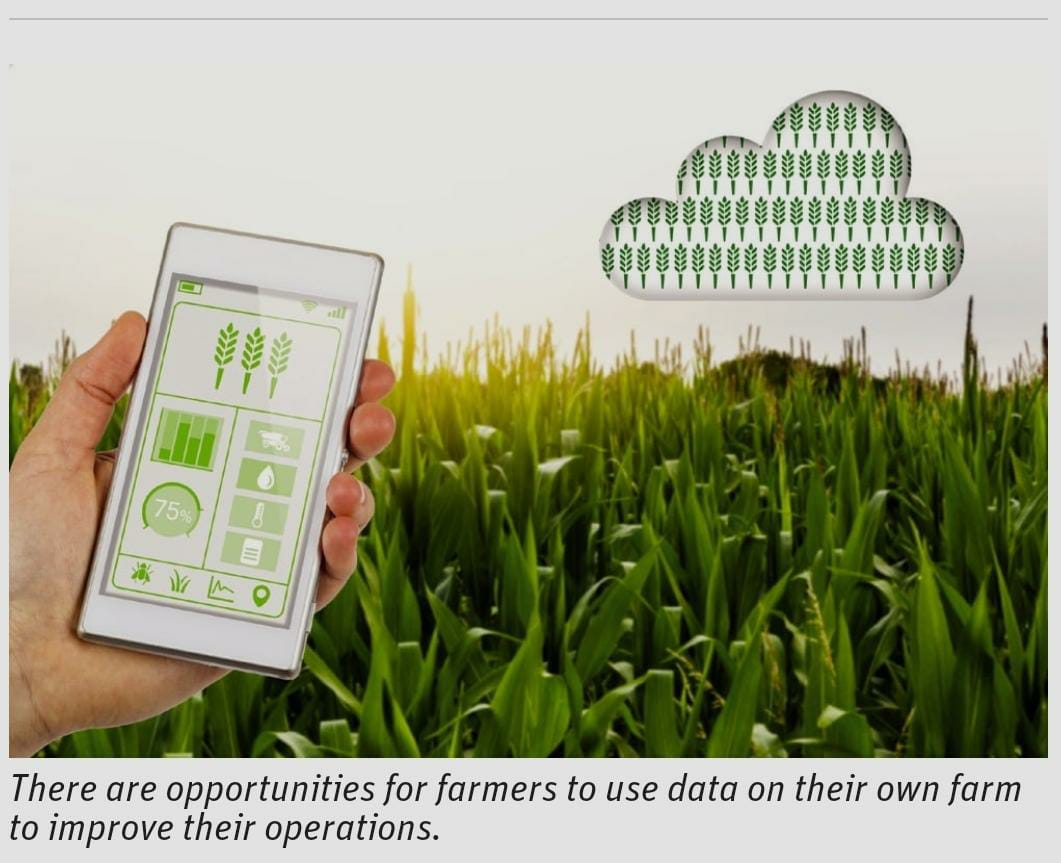 75%
There are opportunities for farmers to use data on their own farm
to improve their operations.